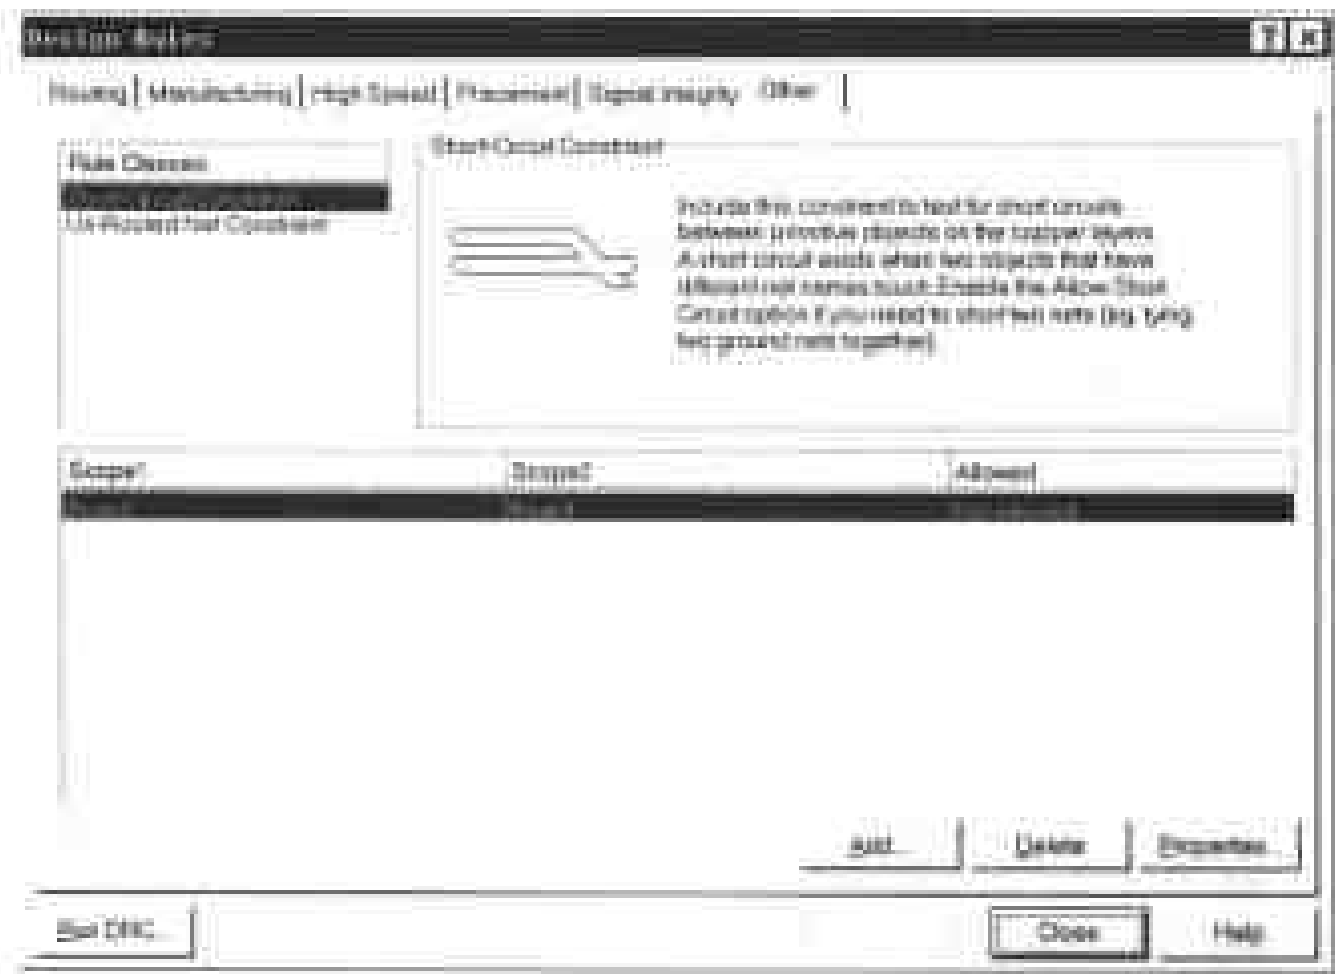 Design Rules
Routing Manufacturing High Speed Placement Signal Integrity Other
Rule Classes
Un-Routed Net Constraint
Short-Circuit Constraint
Include this constraint to test for short circuits
between primitive objects on the copper layers.
A short circuit exists when two objects that have
different net names touch. Enable the Allow Short
Circuit option if you need to short two nets (eg, tying
two ground nets together).
Scope1 Scope2 Allowed
Add... Delete Properties...
Run DRC... Close Help